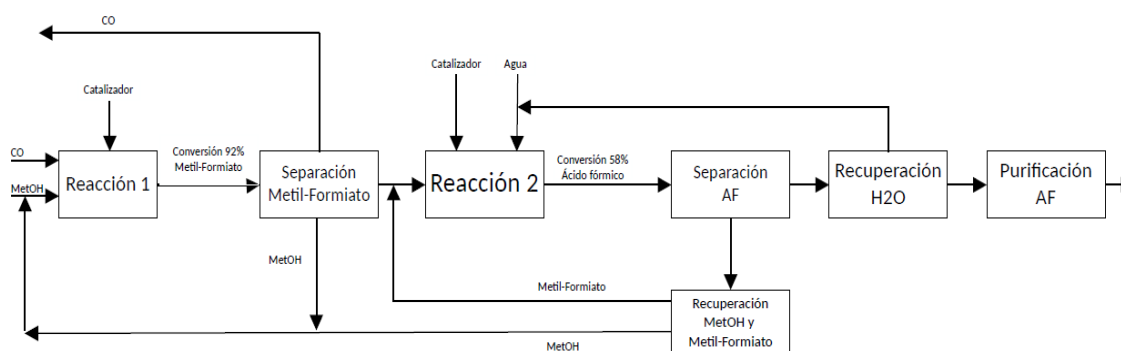 CO
Catalizador
Catalizador
Agua
CO
MetOH
Reacción 1
Conversión 92%
Metil-Formiato
Separación
Metil-Formiato
Reacción 2
Conversión 58%
Ácido fórmico
Separación
AF
Recuperación
H2O
Purificación
AF
MetOH
Metil-Formiato
Recuperación
MetOH y
Metil-Formiato
MetOH